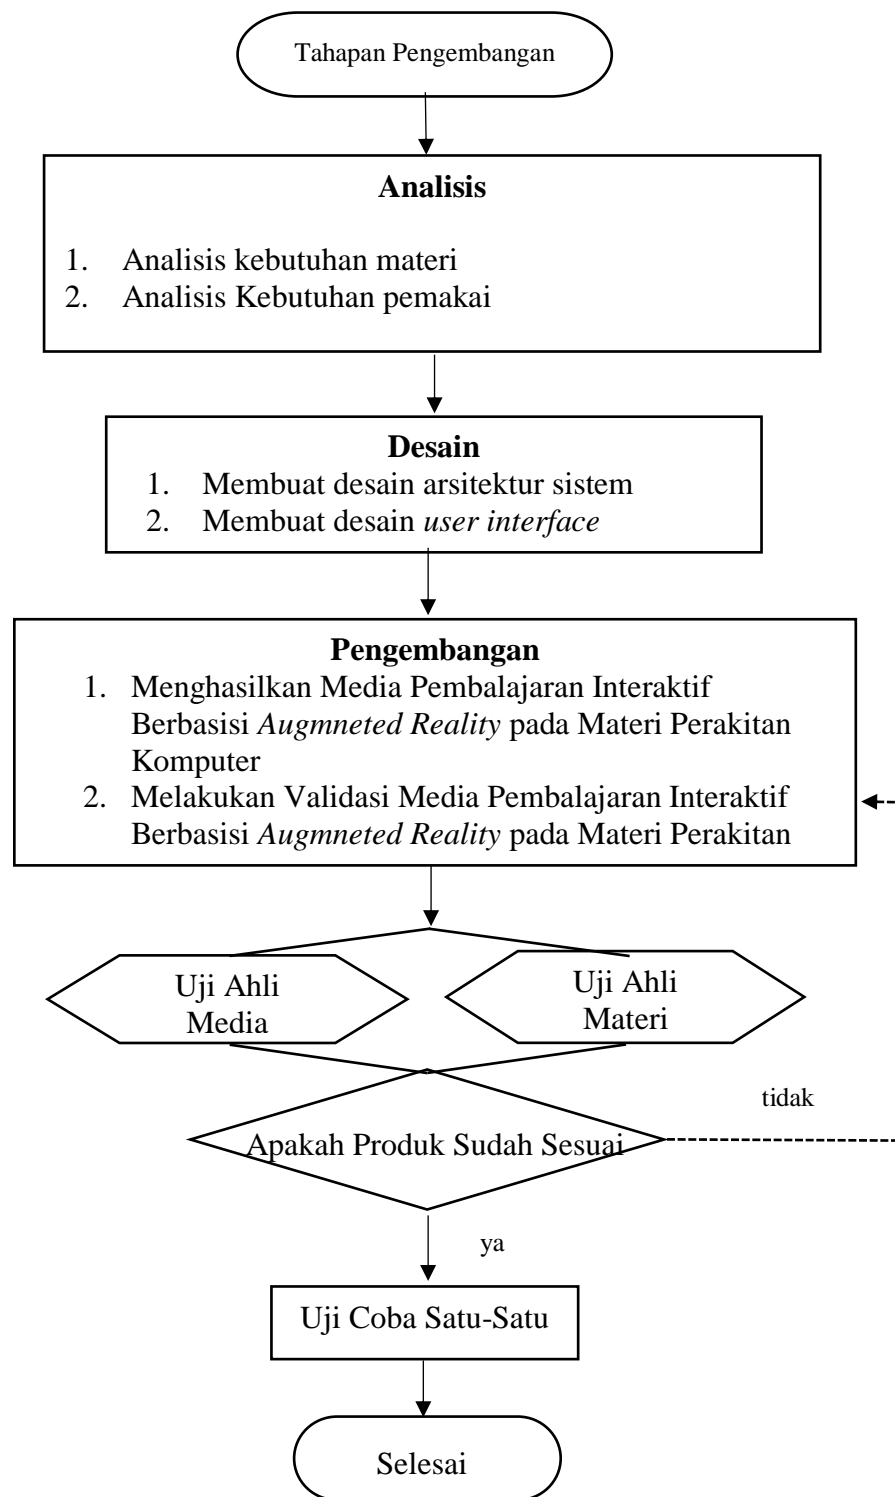 Tahapan Pengembangan
Analisis
1. Analisis kebutuhan materi
2. Analisis Kebutuhan pemakai
Desain
1. Membuat desain arsitektur sistem
2. Membuat desain user interface
Pengembangan
1. Menghasilkan Media Pembalajaran Interaktif
Berbasisi Augmneted Reality pada Materi Perakitan
Komputer
2. Melakukan Validasi Media Pembalajaran Interaktif
Berbasisi Augmneted Reality pada Materi Perakitan
Uji Ahli
Media
Uji Ahli
Materi
tidak
Apakah Produk Sudah Sesuai
ya
Uji Coba Satu-Satu
Selesai